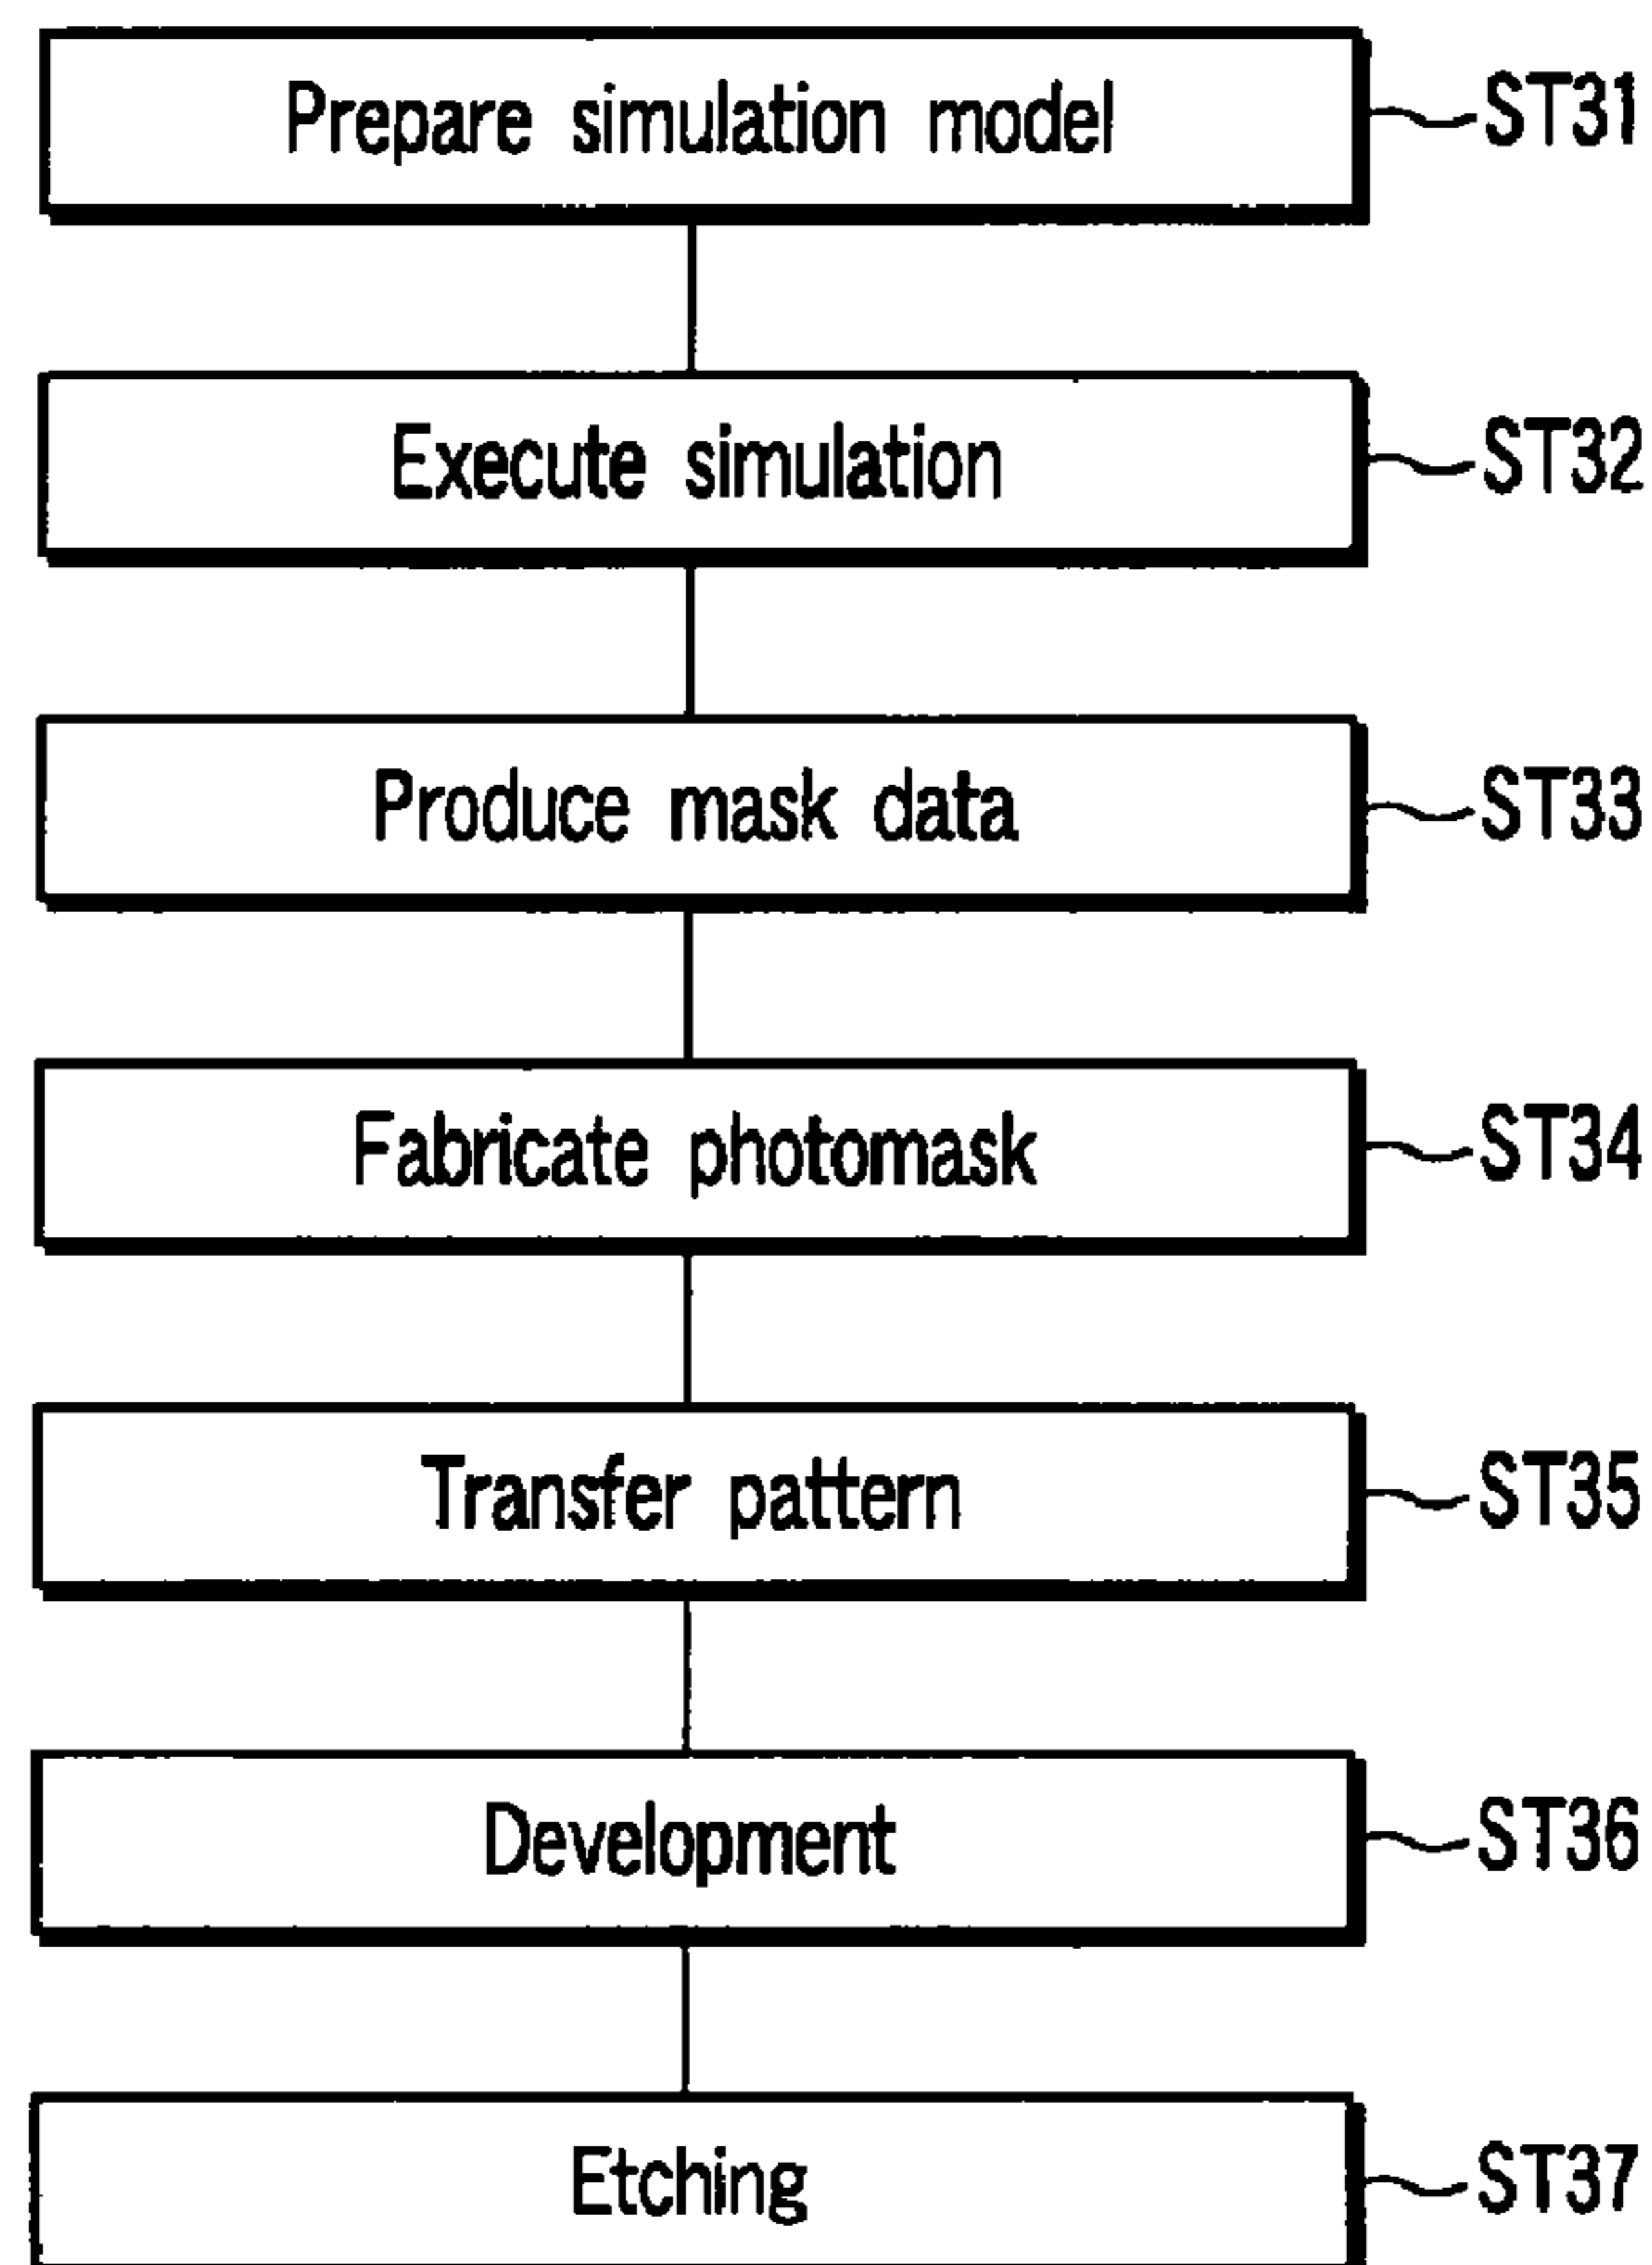 Prepare simulation model ST31
Execute simulation ST32
Produce mask data ST33
Fabricate photomask ST34
Transfer pattern ST35
Development ST36
Etching ST37